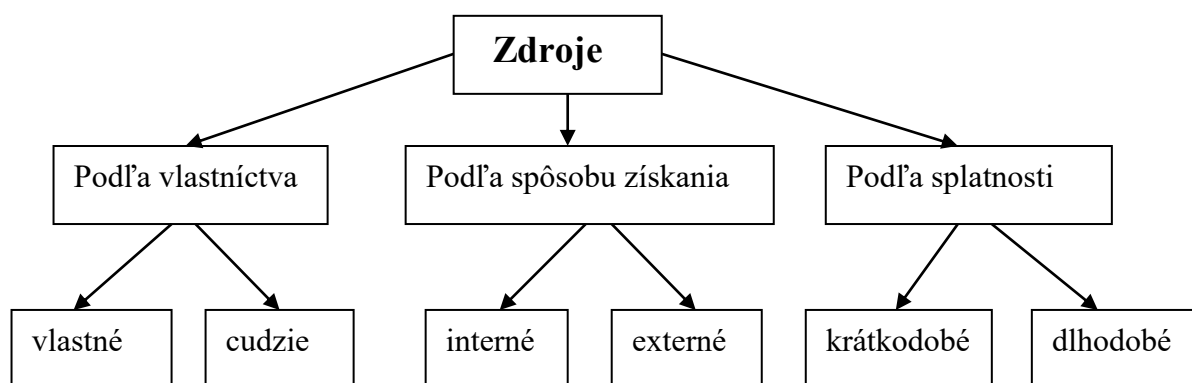 Zdroje
Podľa vlastníctva
Podľa spôsobu získania
Podľa splatnosti
vlastné
cudzie
interné
externé
krátkodobé
dlhodobé